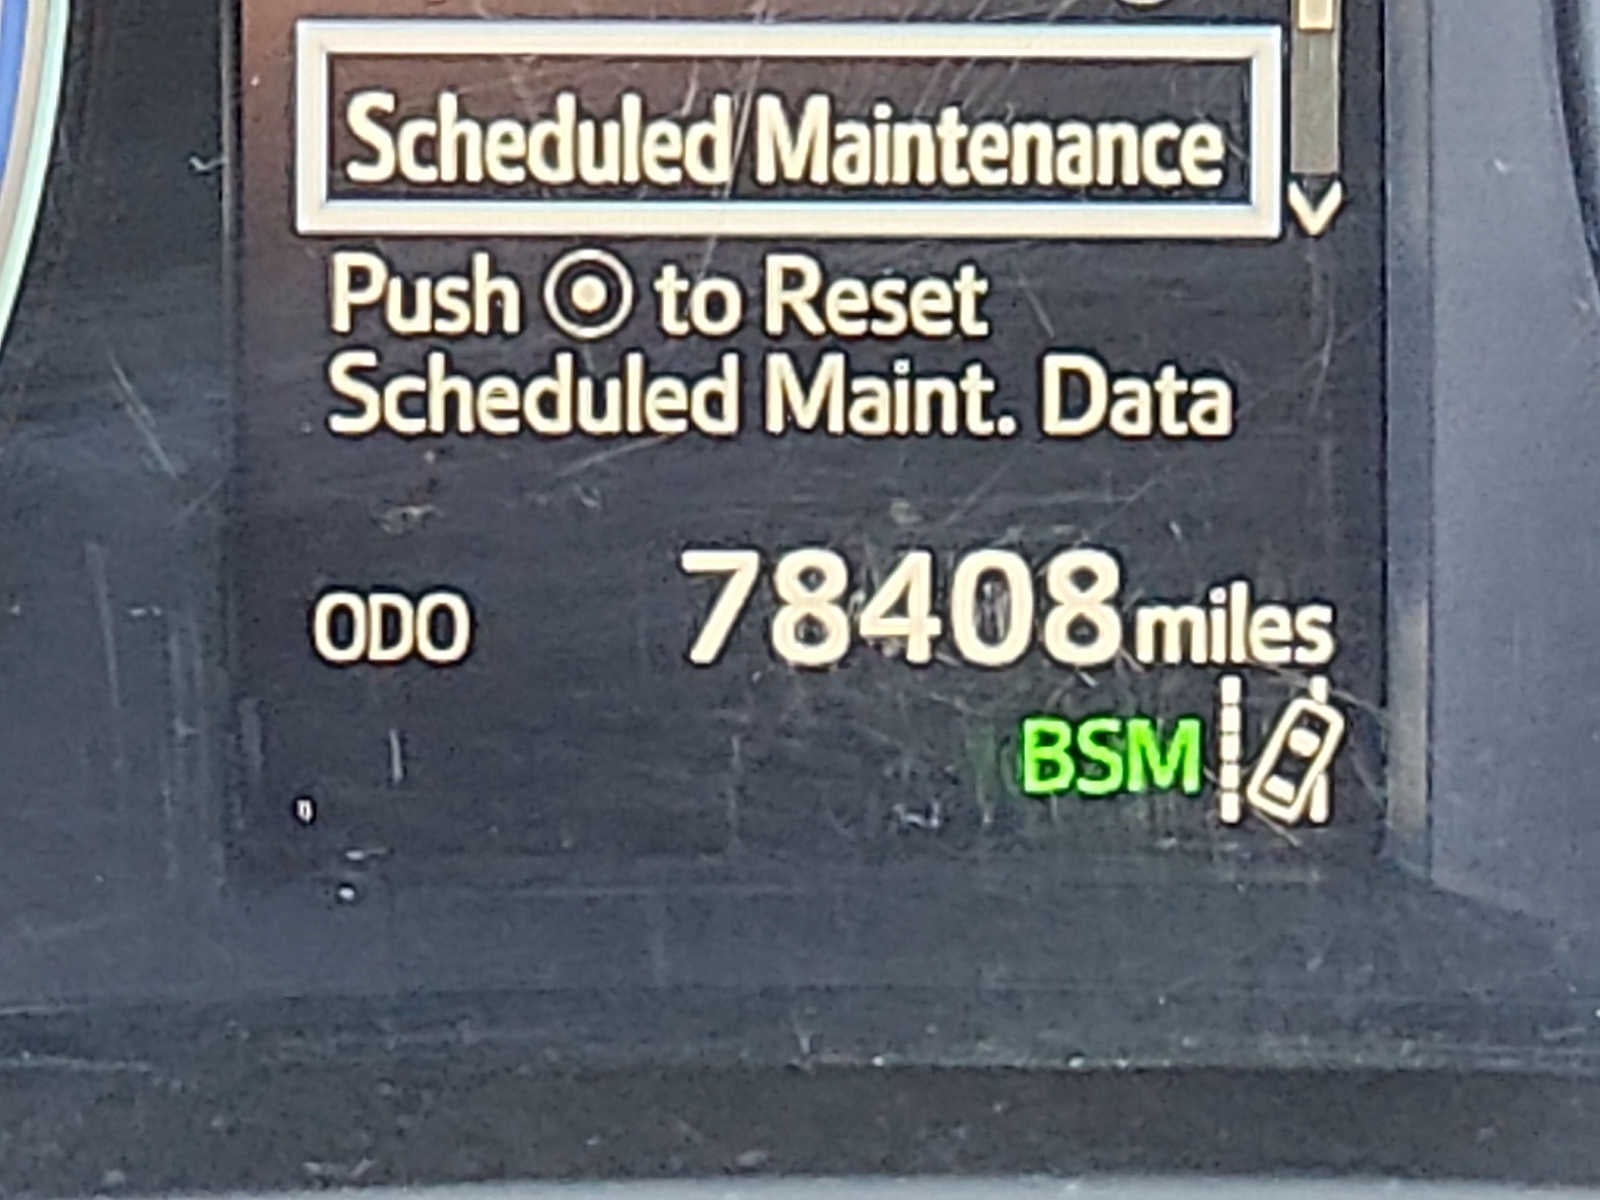 Scheduled Maintenance
Push to Reset
Scheduled Maint. Data
ODO 78408 miles
BSM